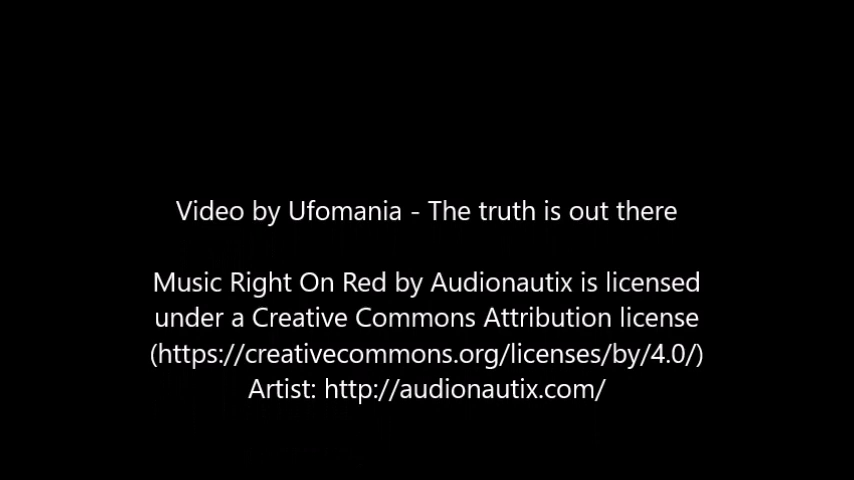 Video by Ufomania - The truth is out there
Music Right On Red by Audionautix is licensed
under a Creative Commons Attribution license
(https://creativecommons.org/licenses/by/4.0/)
Artist: http://audionautix.com/